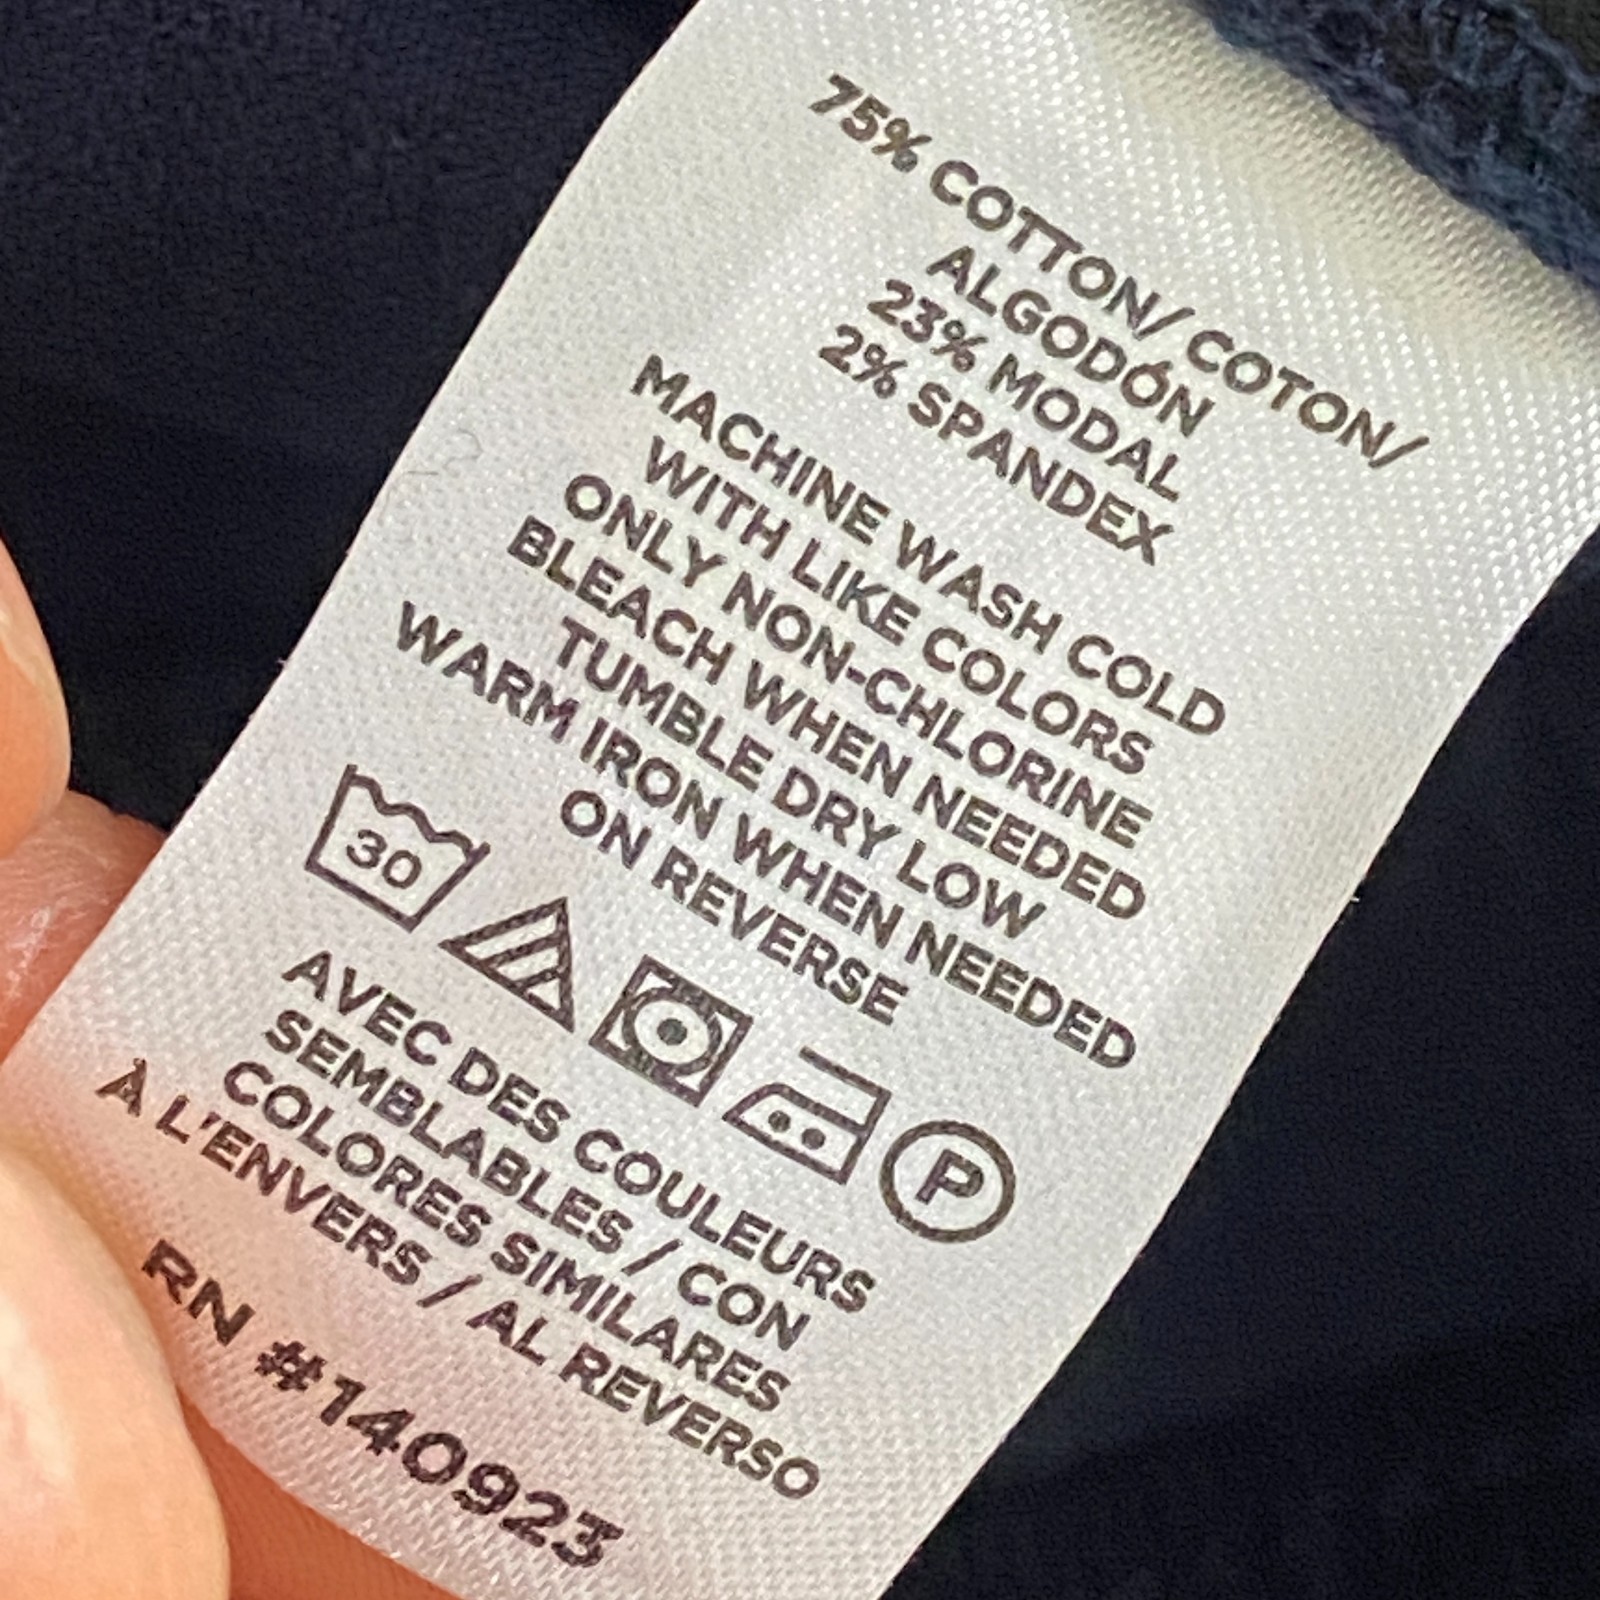 75% COTTON/ COTON/
ALGODÓN
23% MODAL
2% SPANDEX
MACHINE WASH COLD
WITH LIKE COLORS
ONLY NON-CHLORINE
BLEACH WHEN NEEDED
TUMBLE DRY LOW
WARM IRON WHEN NEEDED
ON REVERSE
30
P
AVEC DES COULEURS
SEMBLABLES / CON
COLORES SIMILARES
À L'ENVERS / AL REVERSO
RN #140923